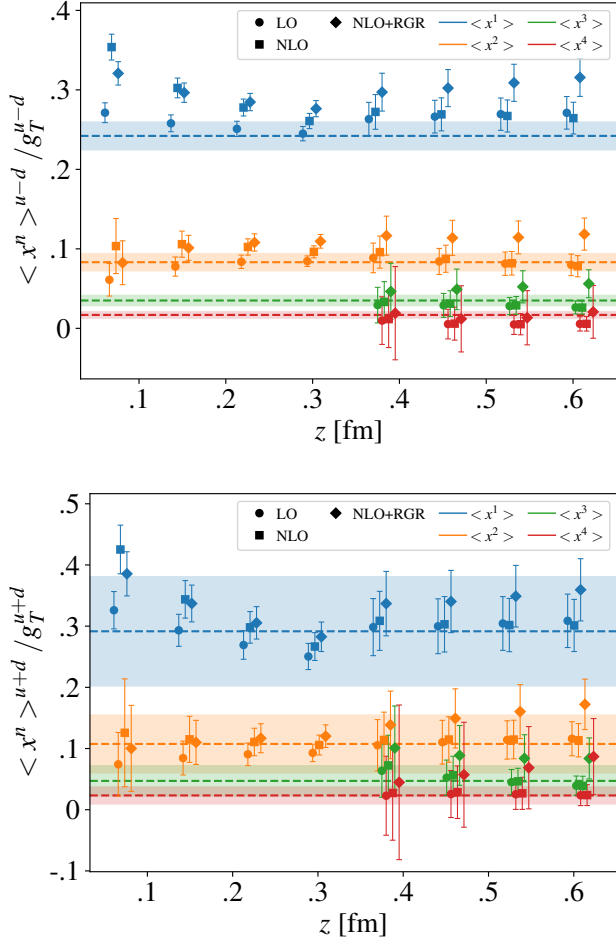 .4
.3
.2
.1
0
< x^n >^{u−d} / g_T^{u−d}
LO
NLO
NLO+RGR
< x^1 >
< x^2 >
< x^3 >
< x^4 >
.1 .2 .3 .4 .5 .6
z [fm]
.5
.4
.3
.2
.1
0
-.1
< x^n >^{u+d} / g_T^{u+d}
LO
NLO
NLO+RGR
< x^1 >
< x^2 >
< x^3 >
< x^4 >
.1 .2 .3 .4 .5 .6
z [fm]